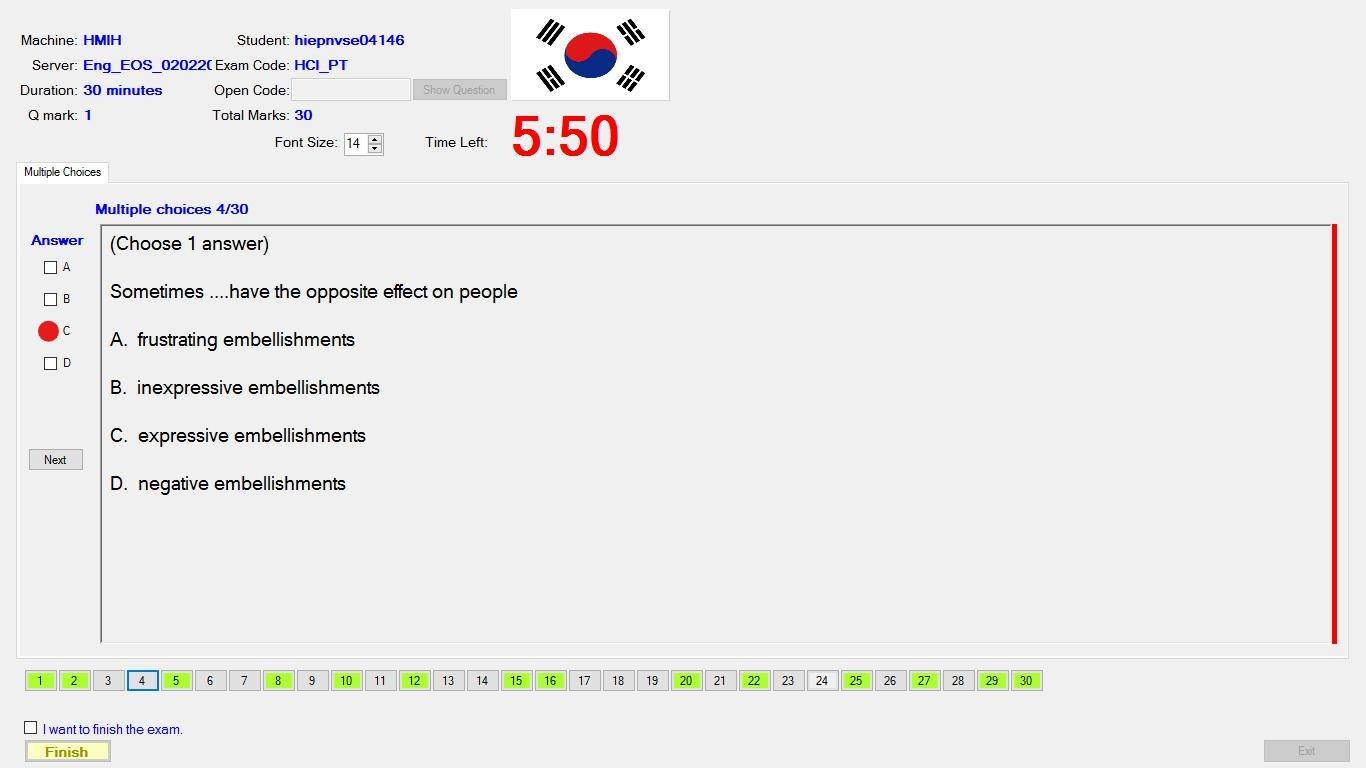 Machine: HMIH Student: hiepnvse04146
Server: Eng_EOS_020220 Exam Code: HCI_PT
Duration: 30 minutes Open Code: Show Question
Q mark: 1 Total Marks: 30
Font Size: 14 Time Left: 5:50
Multiple Choices
Multiple choices 4/30
Answer
A
B
C
D
Next
(Choose 1 answer)
Sometimes ....have the opposite effect on people
A. frustrating embellishments
B. inexpressive embellishments
C. expressive embellishments
D. negative embellishments
1 2 3 4 5 6 7 8 9 10 11 12 13 14 15 16 17 18 19 20 21 22 23 24 25 26 27 28 29 30
I want to finish the exam.
Finish
Exit